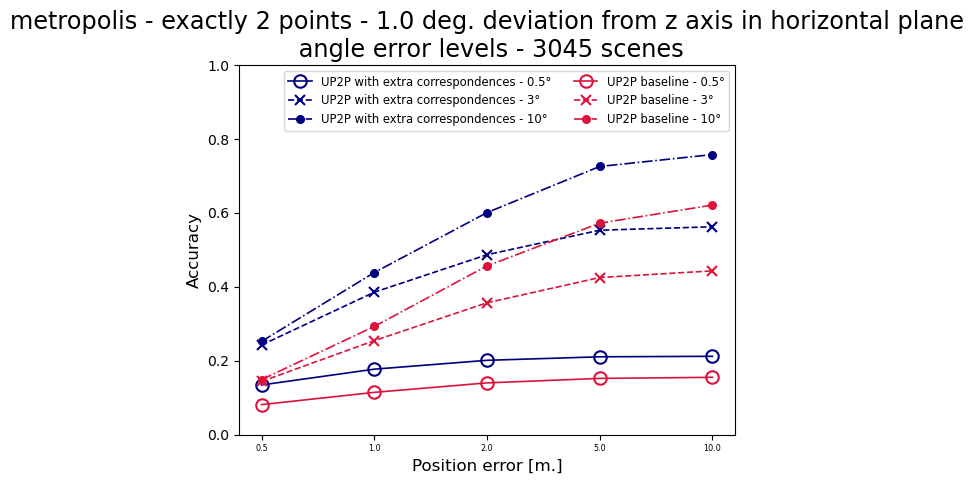 metropolis - exactly 2 points - 1.0 deg. deviation from z axis in horizontal plane
angle error levels - 3045 scenes
UP2P with extra correspondences - 0.5°
UP2P with extra correspondences - 3°
UP2P with extra correspondences - 10°
UP2P baseline - 0.5°
UP2P baseline - 3°
UP2P baseline - 10°
Accuracy
1.0
0.8
0.6
0.4
0.2
0.0
0.5 1.0 2.0 5.0 10.0
Position error [m.]